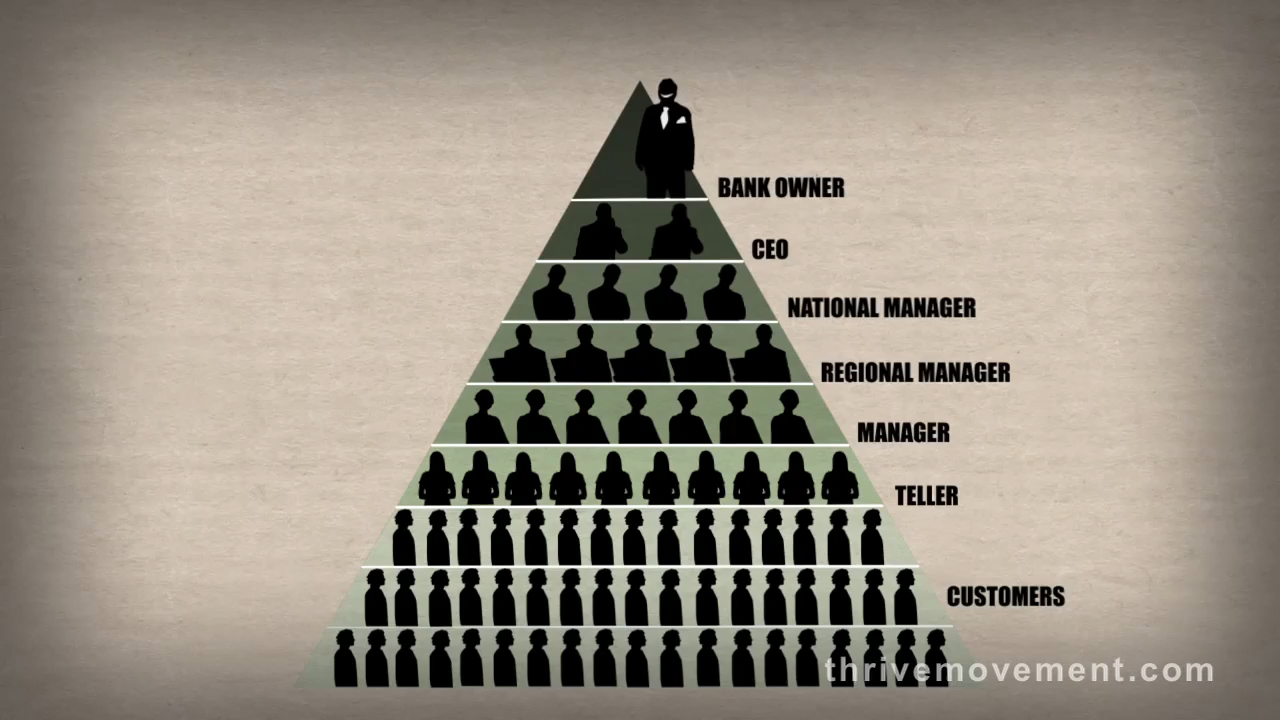 BANK OWNER
CEO
NATIONAL MANAGER
REGIONAL MANAGER
MANAGER
TELLER
CUSTOMERS
thrivemovement.com